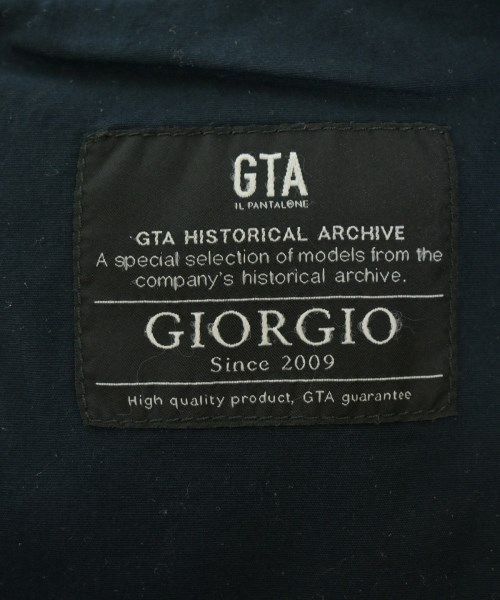 GTA
IL PANTALONE
GTA HISTORICAL ARCHIVE
A special selection of models from the
company's historical archive.
GIORGIO
Since 2009
High quality product, GTA guarantee